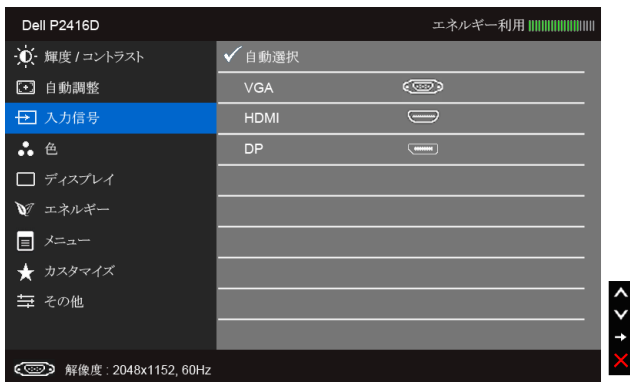 Dell P2416D
エネルギー利用
輝度 / コントラスト
自動選択
自動調整
VGA
入力信号
HDMI
色
DP
ディスプレイ
エネルギー
メニュー
カスタマイズ
その他
解像度 : 2048x1152, 60Hz